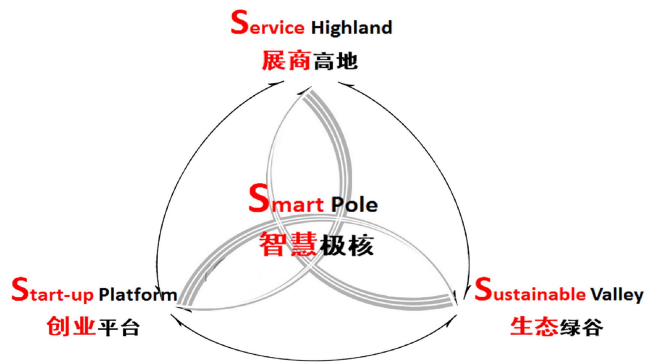 Service Highland
展商高地
Smart Pole
智慧极核
Start-up Platform
创业平台
Sustainable Valley
生态绿谷